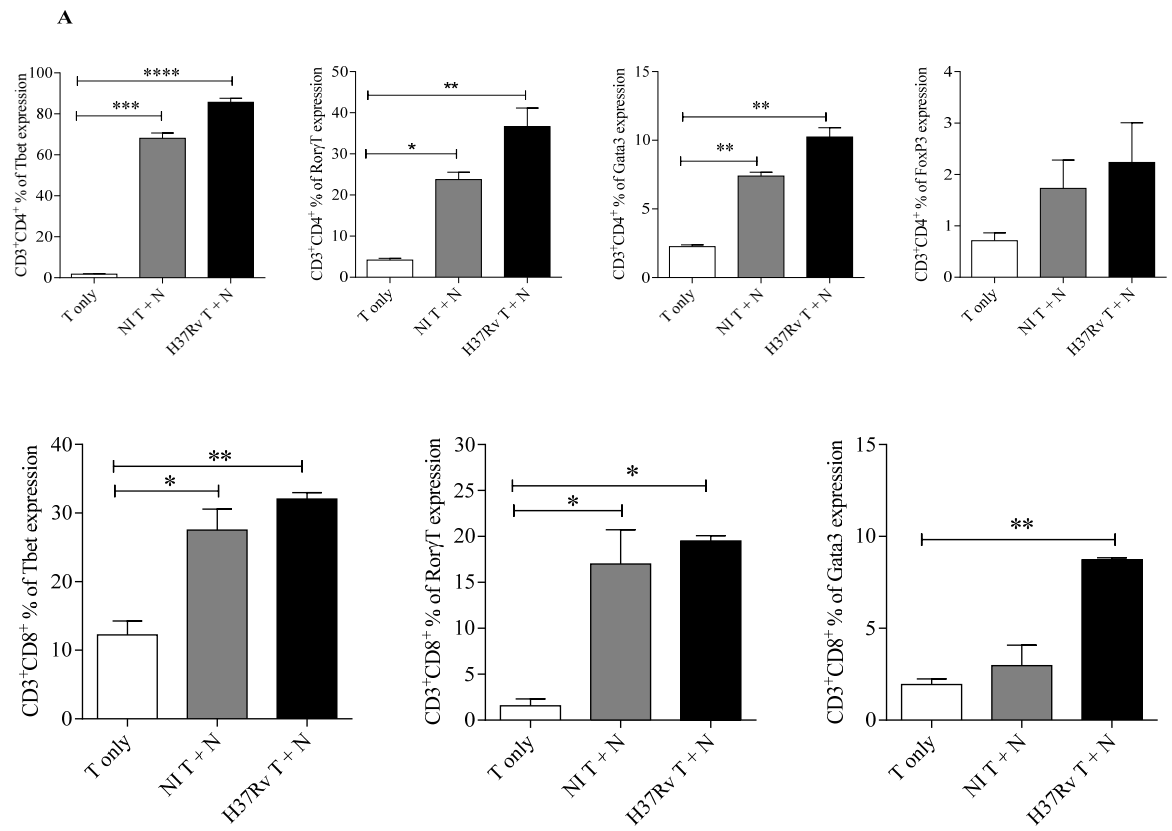 A
CD3+CD4+ % of Tbet expression
100
80
60
40
20
0
****
***
T only
NI T + N
H37Rv T + N
CD3+CD4+ % of RorγT expression
50
40
30
20
10
0
**
*
T only
NI T + N
H37Rv T + N
CD3+CD4+ % of Gata3 expression
15
10
5
0
**
**
T only
NI T + N
H37Rv T + N
CD3+CD4+ % of FoxP3 expression
4
3
2
1
0
T only
NI T + N
H37Rv T + N
CD3+CD8+ % of Tbet expression
40
30
20
10
0
**
*
T only
NI T + N
H37Rv T + N
CD3+CD8+ % of RorγT expression
30
25
20
15
10
5
0
*
*
T only
NI T + N
H37Rv T + N
CD3+CD8+ % of Gata3 expression
15
10
5
0
**
T only
NI T + N
H37Rv T + N